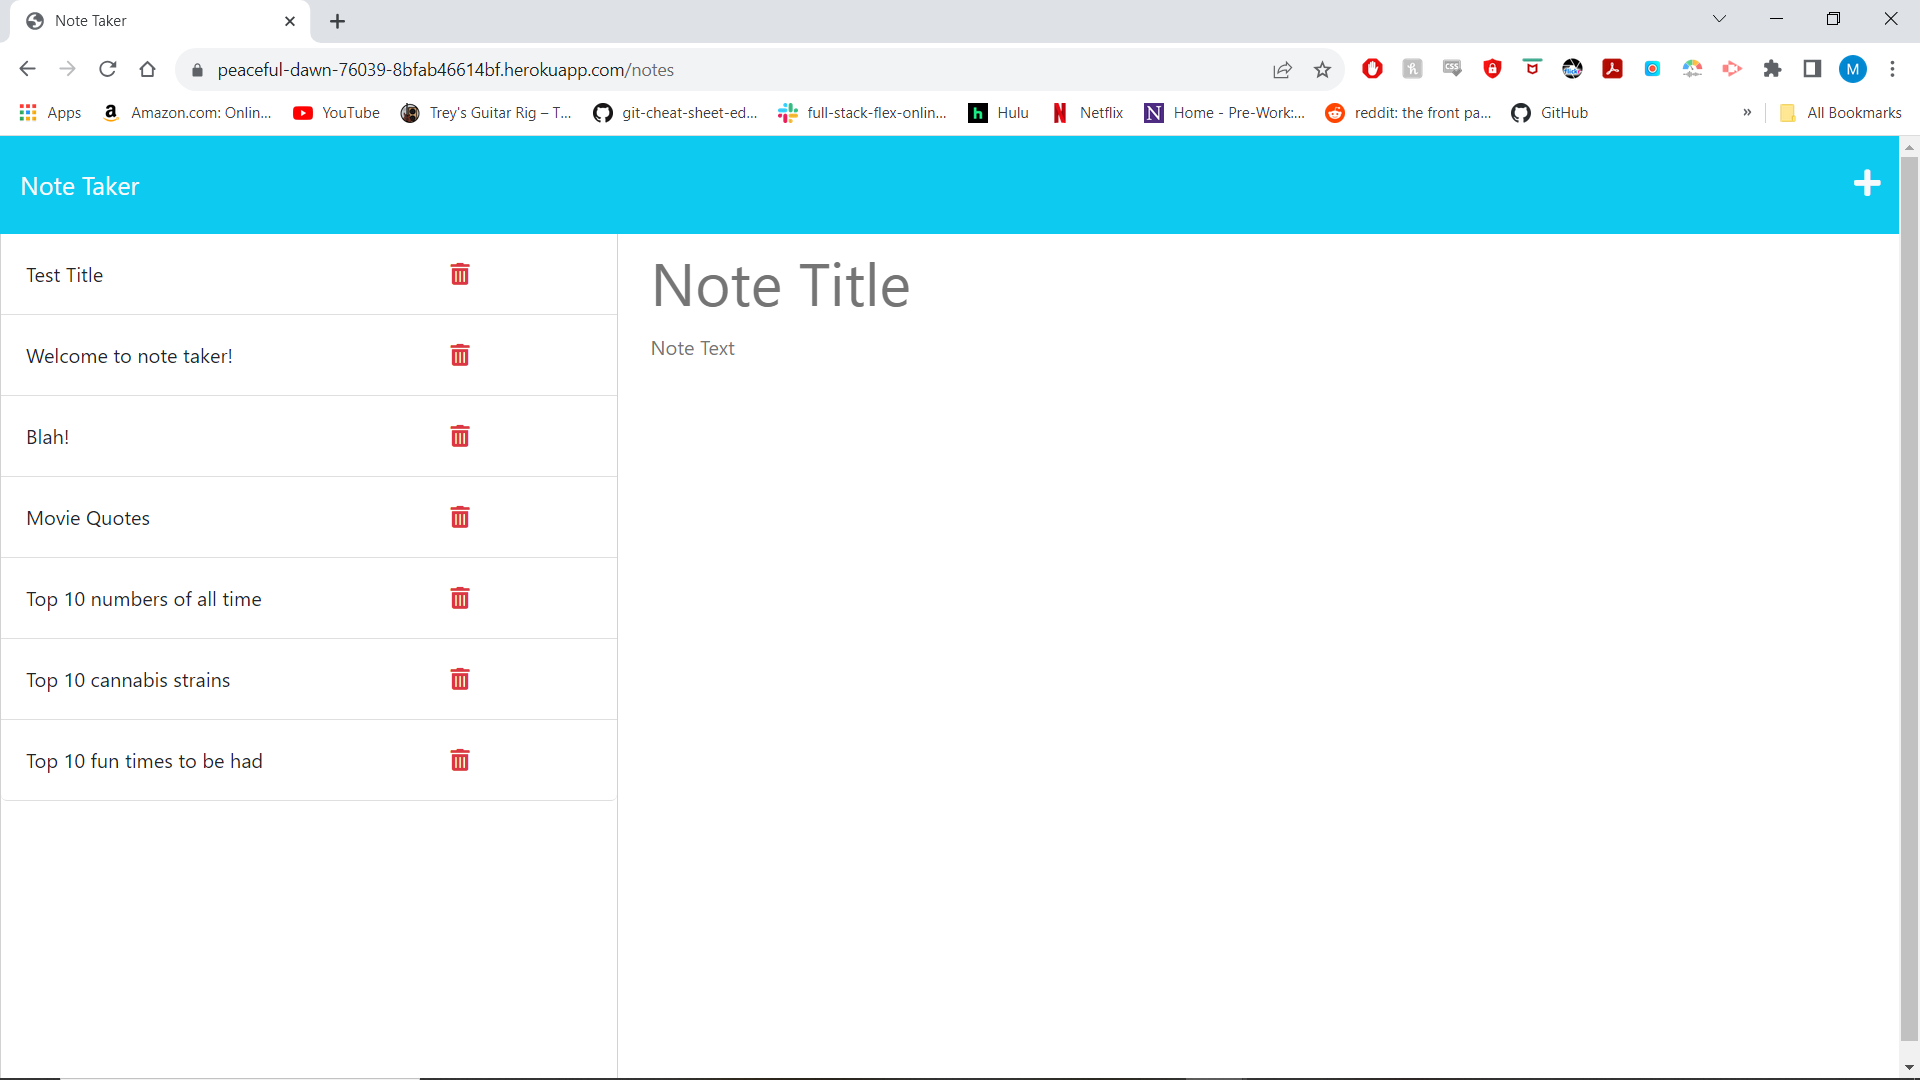 Note Taker
peaceful-dawn-76039-8bfab46614bf.herokuapp.com/notes
M
Apps Amazon.com: Onlin... YouTube Trey's Guitar Rig – T... git-cheat-sheet-ed... full-stack-flex-onlin... h Hulu N Netflix N Home - Pre-Work:... reddit: the front pa... GitHub » All Bookmarks
Note Taker
Test Title
Welcome to note taker!
Blah!
Movie Quotes
Top 10 numbers of all time
Top 10 cannabis strains
Top 10 fun times to be had
Note Title
Note Text